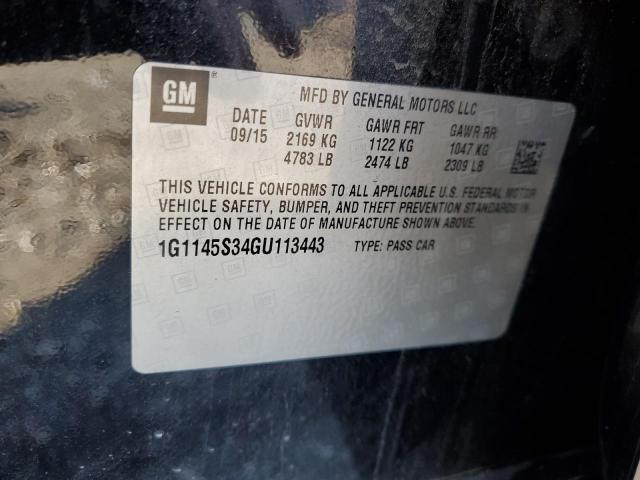 GM ®
MFD BY GENERAL MOTORS LLC
DATE GVWR GAWR FRT GAWR RR
09/15 2169 KG 1122 KG 1047 KG
4783 LB 2474 LB 2309 LB
THIS VEHICLE CONFORMS TO ALL APPLICABLE U.S. FEDERAL MOTOR
VEHICLE SAFETY, BUMPER, AND THEFT PREVENTION STANDARDS IN
EFFECT ON THE DATE OF MANUFACTURE SHOWN ABOVE.
1G1145S34GU113443 TYPE: PASS CAR